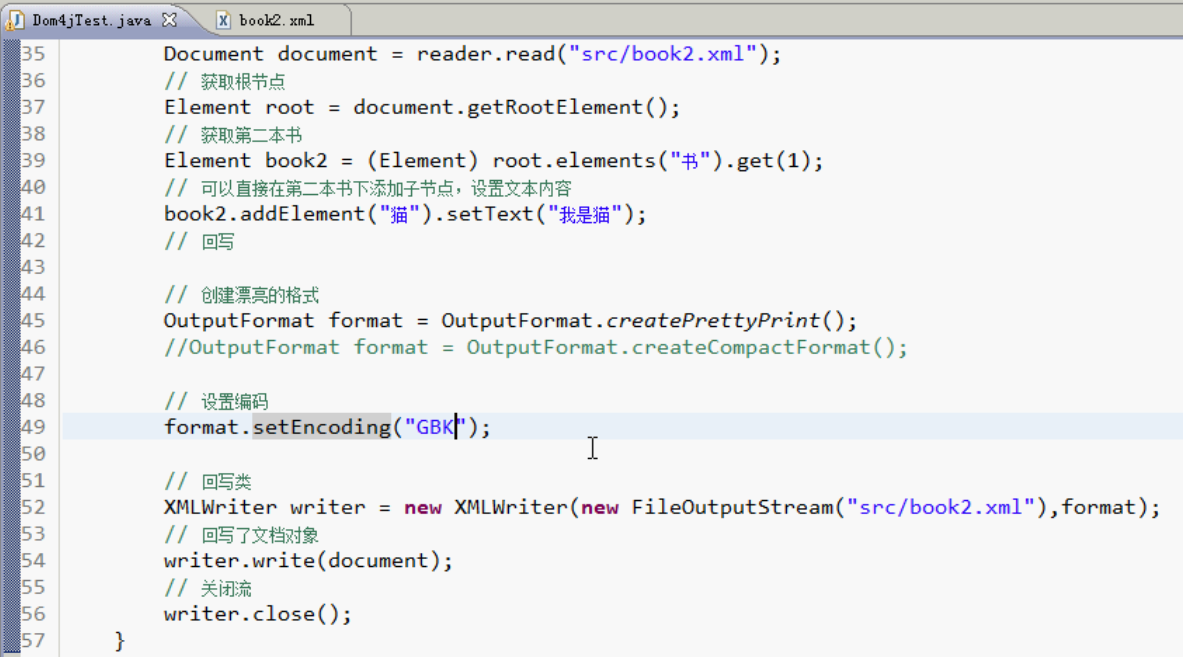 Dom4jTest.java book2.xml
35 Document document = reader.read("src/book2.xml");
36 // 获取根节点
37 Element root = document.getRootElement();
38 // 获取第二本书
39 Element book2 = (Element) root.elements("书").get(1);
40 // 可以直接在第二本书下添加子节点，设置文本内容
41 book2.addElement("猫").setText("我是猫");
42 // 回写
43
44 // 创建漂亮的格式
45 OutputFormat format = OutputFormat.createPrettyPrint();
46 //OutputFormat format = OutputFormat.createCompactFormat();
47
48 // 设置编码
49 format.setEncoding("GBK");
50
51 // 回写类
52 XMLWriter writer = new XMLWriter(new FileOutputStream("src/book2.xml"),format);
53 // 回写了文档对象
54 writer.write(document);
55 // 关闭流
56 writer.close();
57 }